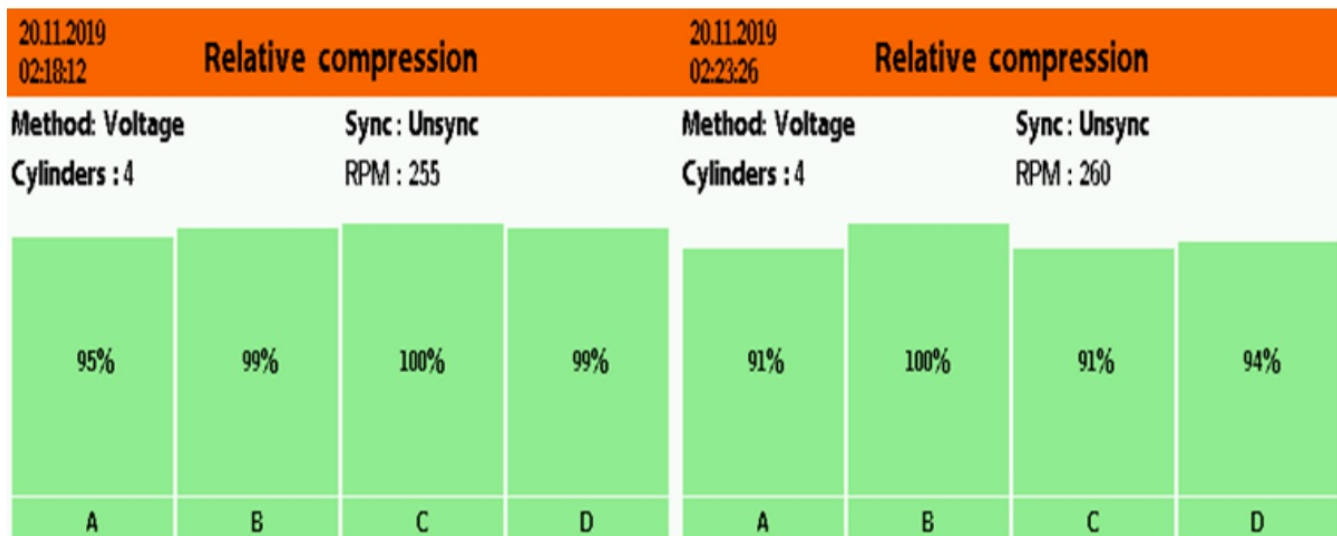 20.11.2019
02:18:12
Relative compression
Method: Voltage
Sync : Unsync
Cylinders : 4
RPM : 255
95%
99%
100%
99%
A
B
C
D
20.11.2019
02:23:26
Relative compression
Method: Voltage
Sync : Unsync
Cylinders : 4
RPM : 260
91%
100%
91%
94%
A
B
C
D